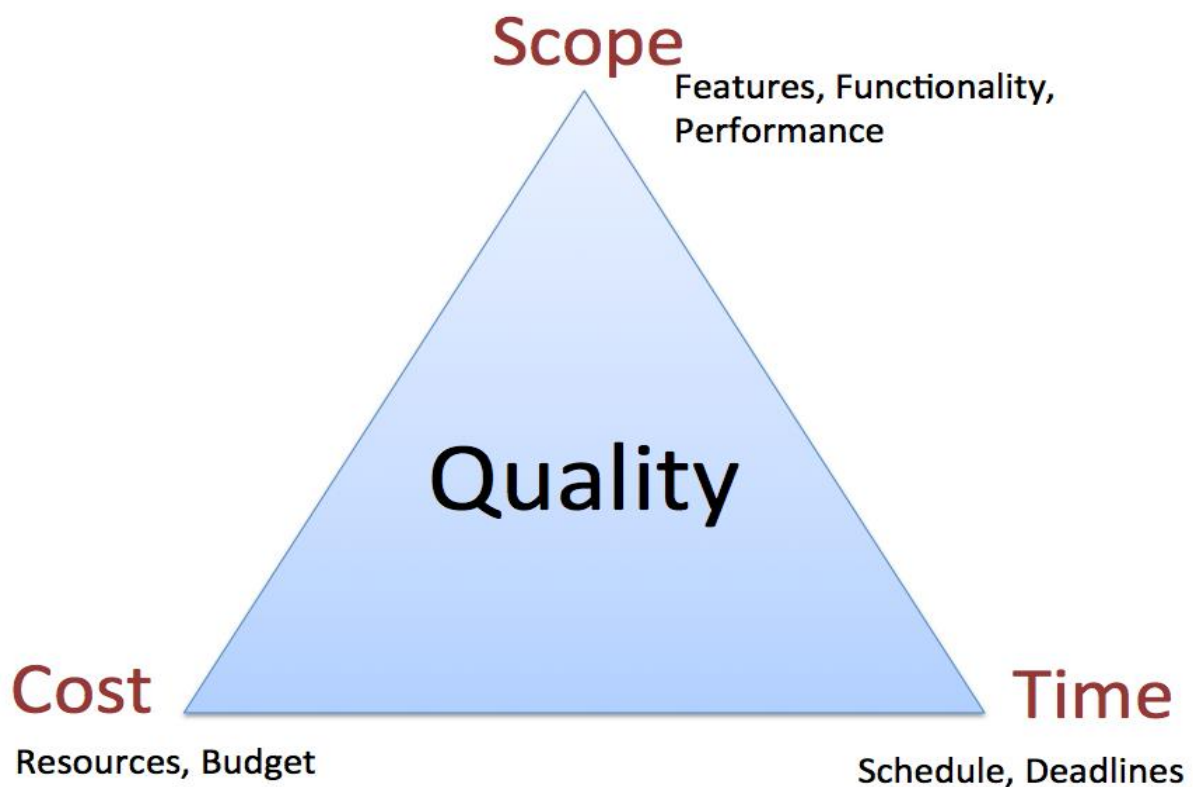 Scope
Features, Functionality,
Performance
Quality
Cost
Resources, Budget
Time
Schedule, Deadlines